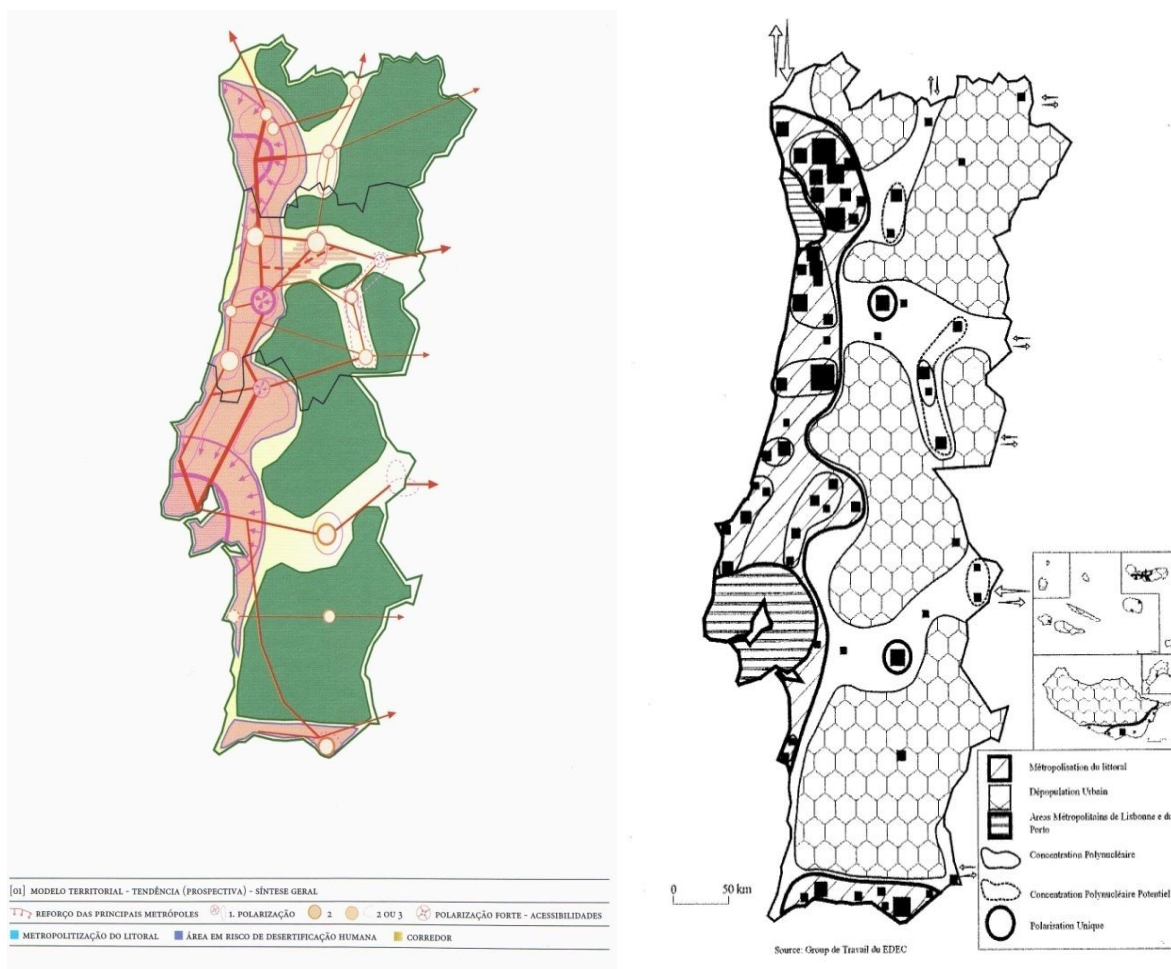 [01] MODELO TERRITORIAL - TENDÊNCIA (PROSPECTIVA) - SÍNTESE GERAL
REFORÇO DAS PRINCIPAIS METRÓPOLES 1. POLARIZAÇÃO 2 2 OU 3 POLARIZAÇÃO FORTE - ACESSIBILIDADES
METROPOLITIZAÇÃO DO LITORAL ÁREA EM RISCO DE DESERTIFICAÇÃO HUMANA CORREDOR
0 50 km
Source: Group de Travail du EDEC
Métropolisation du littoral
Dépopulation Urbain
Areas Métropolitains de Lisbonne e du
Porto
Concentration Polynucléaire
Concentration Polynucléaire Potentiel
Polarisation Unique